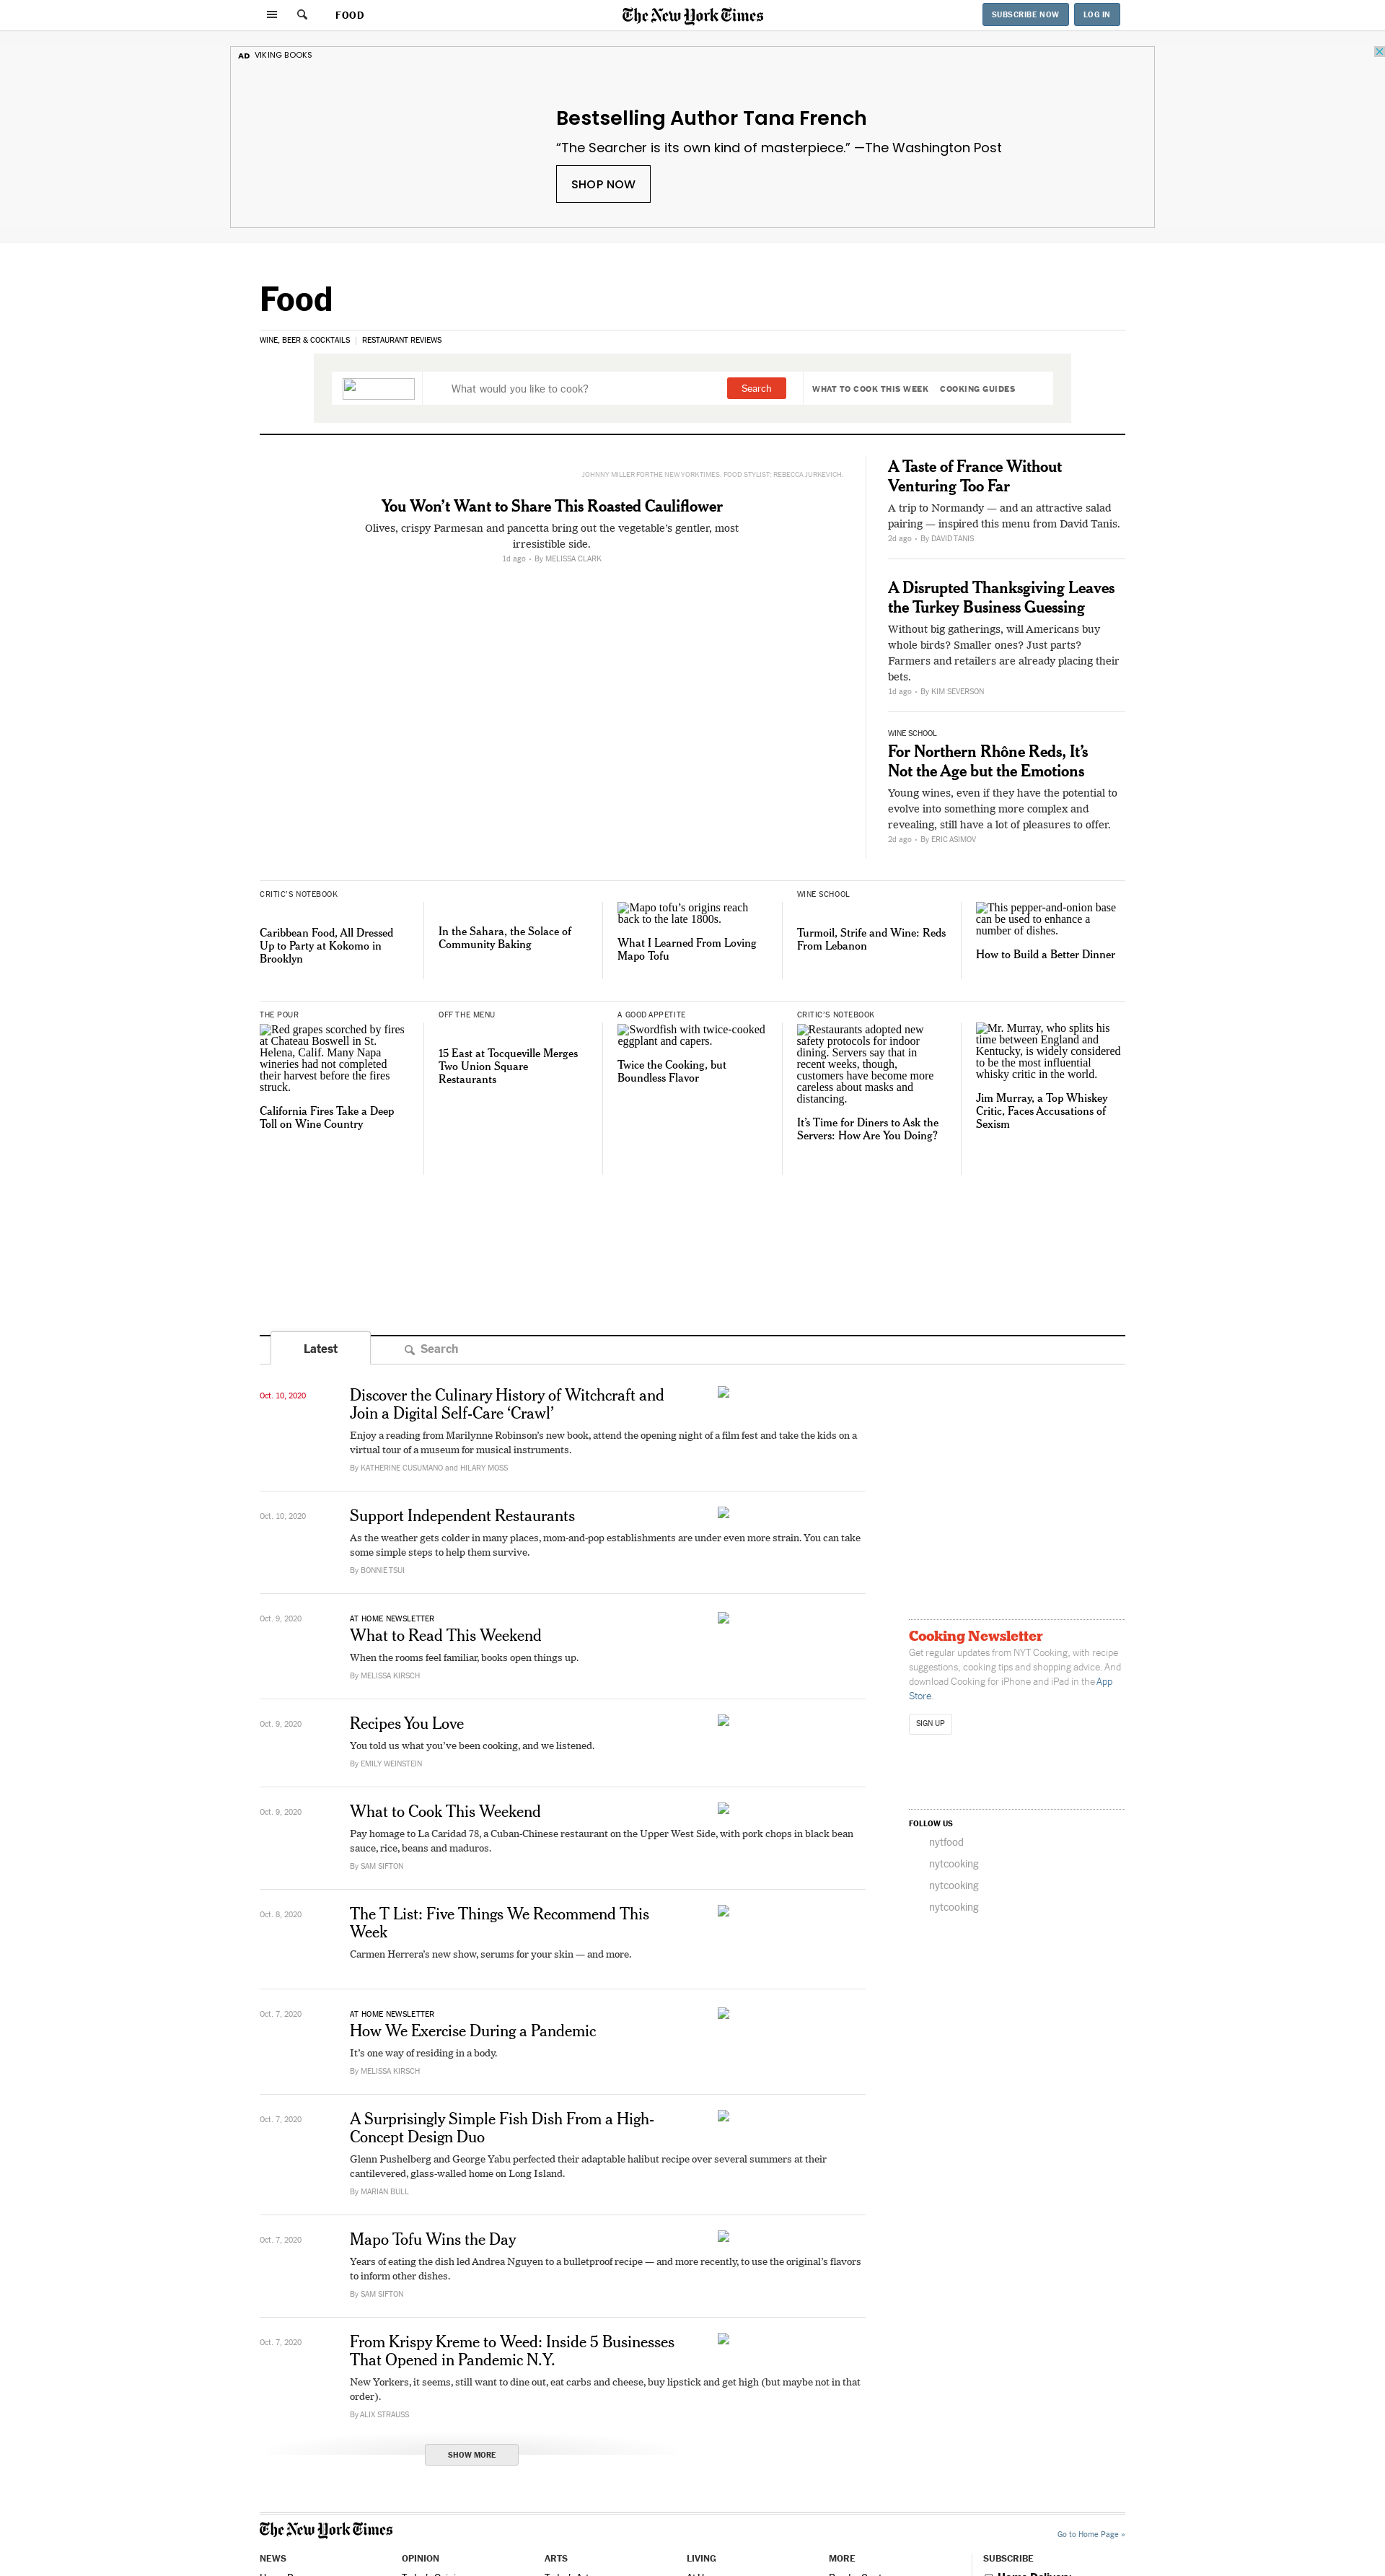 FOOD
The New York Times
SUBSCRIBE NOW
LOG IN
AD VIKING BOOKS
Bestselling Author Tana French
“The Searcher is its own kind of masterpiece.” —The Washington Post
SHOP NOW
Food
WINE, BEER & COCKTAILS | RESTAURANT REVIEWS
What would you like to cook?
Search
WHAT TO COOK THIS WEEK
COOKING GUIDES
JOHNNY MILLER FOR THE NEW YORK TIMES. FOOD STYLIST: REBECCA JURKEVICH.
You Won’t Want to Share This Roasted Cauliflower
Olives, crispy Parmesan and pancetta bring out the vegetable’s gentler, most
irresistible side.
1d ago • By MELISSA CLARK
A Taste of France Without
Venturing Too Far
A trip to Normandy — and an attractive salad
pairing — inspired this menu from David Tanis.
2d ago • By DAVID TANIS
A Disrupted Thanksgiving Leaves
the Turkey Business Guessing
Without big gatherings, will Americans buy
whole birds? Smaller ones? Just parts?
Farmers and retailers are already placing their
bets.
1d ago • By KIM SEVERSON
WINE SCHOOL
For Northern Rhône Reds, It’s
Not the Age but the Emotions
Young wines, even if they have the potential to
evolve into something more complex and
revealing, still have a lot of pleasures to offer.
2d ago • By ERIC ASIMOV
CRITIC’S NOTEBOOK
Caribbean Food, All Dressed
Up to Party at Kokomo in
Brooklyn
In the Sahara, the Solace of
Community Baking
Mapo tofu’s origins reach
back to the late 1800s.
What I Learned From Loving
Mapo Tofu
WINE SCHOOL
Turmoil, Strife and Wine: Reds
From Lebanon
This pepper-and-onion base
can be used to enhance a
number of dishes.
How to Build a Better Dinner
THE POUR
Red grapes scorched by fires
at Chateau Boswell in St.
Helena, Calif. Many Napa
wineries had not completed
their harvest before the fires
struck.
California Fires Take a Deep
Toll on Wine Country
OFF THE MENU
15 East at Tocqueville Merges
Two Union Square
Restaurants
A GOOD APPETITE
Swordfish with twice-cooked
eggplant and capers.
Twice the Cooking, but
Boundless Flavor
CRITIC’S NOTEBOOK
Restaurants adopted new
safety protocols for indoor
dining. Servers say that in
recent weeks, though,
customers have become more
careless about masks and
distancing.
It’s Time for Diners to Ask the
Servers: How Are You Doing?
Mr. Murray, who splits his
time between England and
Kentucky, is widely considered
to be the most influential
whisky critic in the world.
Jim Murray, a Top Whiskey
Critic, Faces Accusations of
Sexism
Latest
Search
Oct. 10, 2020
Discover the Culinary History of Witchcraft and
Join a Digital Self-Care ‘Crawl’
Enjoy a reading from Marilynne Robinson’s new book, attend the opening night of a film fest and take the kids on a
virtual tour of a museum for musical instruments.
By KATHERINE CUSUMANO and HILARY MOSS
Oct. 10, 2020
Support Independent Restaurants
As the weather gets colder in many places, mom-and-pop establishments are under even more strain. You can take
some simple steps to help them survive.
By BONNIE TSUI
Oct. 9, 2020
AT HOME NEWSLETTER
What to Read This Weekend
When the rooms feel familiar, books open things up.
By MELISSA KIRSCH
Oct. 9, 2020
Recipes You Love
You told us what you’ve been cooking, and we listened.
By EMILY WEINSTEIN
Oct. 9, 2020
What to Cook This Weekend
Pay homage to La Caridad 78, a Cuban-Chinese restaurant on the Upper West Side, with pork chops in black bean
sauce, rice, beans and maduros.
By SAM SIFTON
Oct. 8, 2020
The T List: Five Things We Recommend This
Week
Carmen Herrera’s new show, serums for your skin — and more.
Oct. 7, 2020
AT HOME NEWSLETTER
How We Exercise During a Pandemic
It’s one way of residing in a body.
By MELISSA KIRSCH
Oct. 7, 2020
A Surprisingly Simple Fish Dish From a High-
Concept Design Duo
Glenn Pushelberg and George Yabu perfected their adaptable halibut recipe over several summers at their
cantilevered, glass-walled home on Long Island.
By MARIAN BULL
Oct. 7, 2020
Mapo Tofu Wins the Day
Years of eating the dish led Andrea Nguyen to a bulletproof recipe — and more recently, to use the original’s flavors
to inform other dishes.
By SAM SIFTON
Oct. 7, 2020
From Krispy Kreme to Weed: Inside 5 Businesses
That Opened in Pandemic N.Y.
New Yorkers, it seems, still want to dine out, eat carbs and cheese, buy lipstick and get high (but maybe not in that
order).
By ALIX STRAUSS
SHOW MORE
Cooking Newsletter
Get regular updates from NYT Cooking, with recipe
suggestions, cooking tips and shopping advice. And
download Cooking for iPhone and iPad in the App
Store.
SIGN UP
FOLLOW US
nytfood
nytcooking
nytcooking
nytcooking
The New York Times
Go to Home Page »
NEWS
OPINION
ARTS
LIVING
MORE
SUBSCRIBE